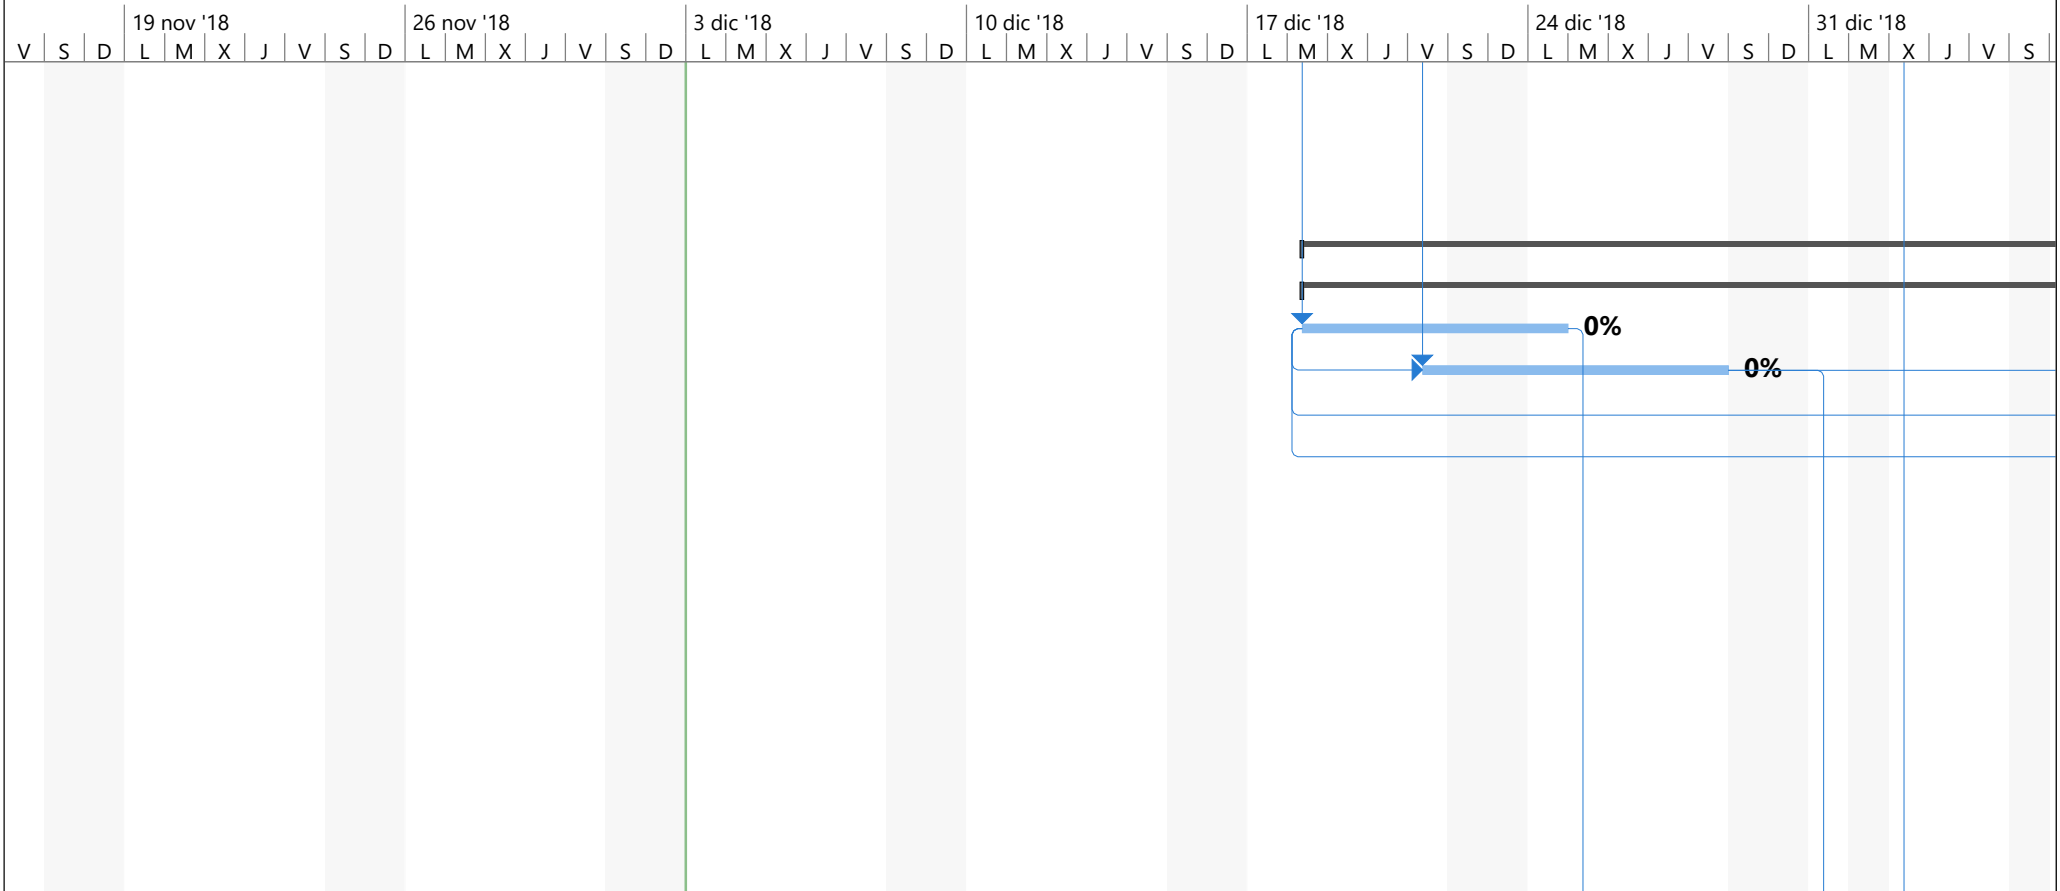 19 nov '18 26 nov '18 3 dic '18 10 dic '18 17 dic '18 24 dic '18 31 dic '18
V S D L M X J V S D L M X J V S D L M X J V S D L M X J V S D L M X J V S D L M X J V S D L M X J V S
0%
0%